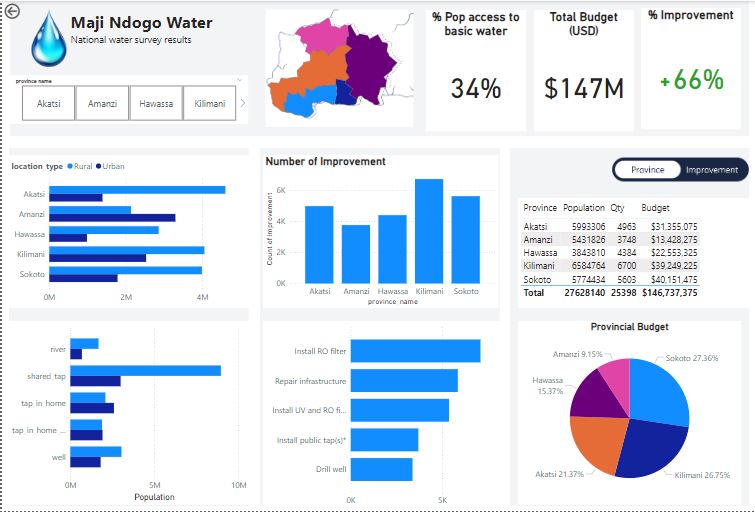 Maji Ndogo Water
National water survey results
province name
Akatsi
Amanzi
Hawassa
Kilimani
% Pop access to
basic water
34%
Total Budget
(USD)
$147M
% Improvement
+66%
location_type Rural Urban
Akatsi
Amanzi
Hawassa
Kilimani
Sokoto
0M 2M 4M
Number of Improvement
Count of Improvement
6K
4K
2K
0K
Akatsi Amanzi Hawassa Kilimani Sokoto
province_name
Province Improvement
Province Population Qty Budget
Akatsi 5993306 4963 $31,355,075
Amanzi 5431826 3748 $13,428,275
Hawassa 3843810 4384 $22,553,325
Kilimani 6584764 6700 $39,249,225
Sokoto 5774434 5603 $40,151,475
Total 27628140 25398 $146,737,375
river
shared_tap
tap_in_home
tap_in_home_...
well
0M 5M 10M
Population
Install RO filter
Repair infrastructure
Install UV and RO fi...
Install public tap(s)*
Drill well
0K 5K
Provincial Budget
Amanzi 9.15%
Sokoto 27.36%
Hawassa
15.37%
Akatsi 21.37%
Kilimani 26.75%